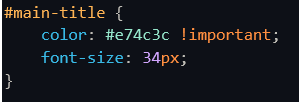 #main-title {
    color: #e74c3c !important;
    font-size: 34px;
}